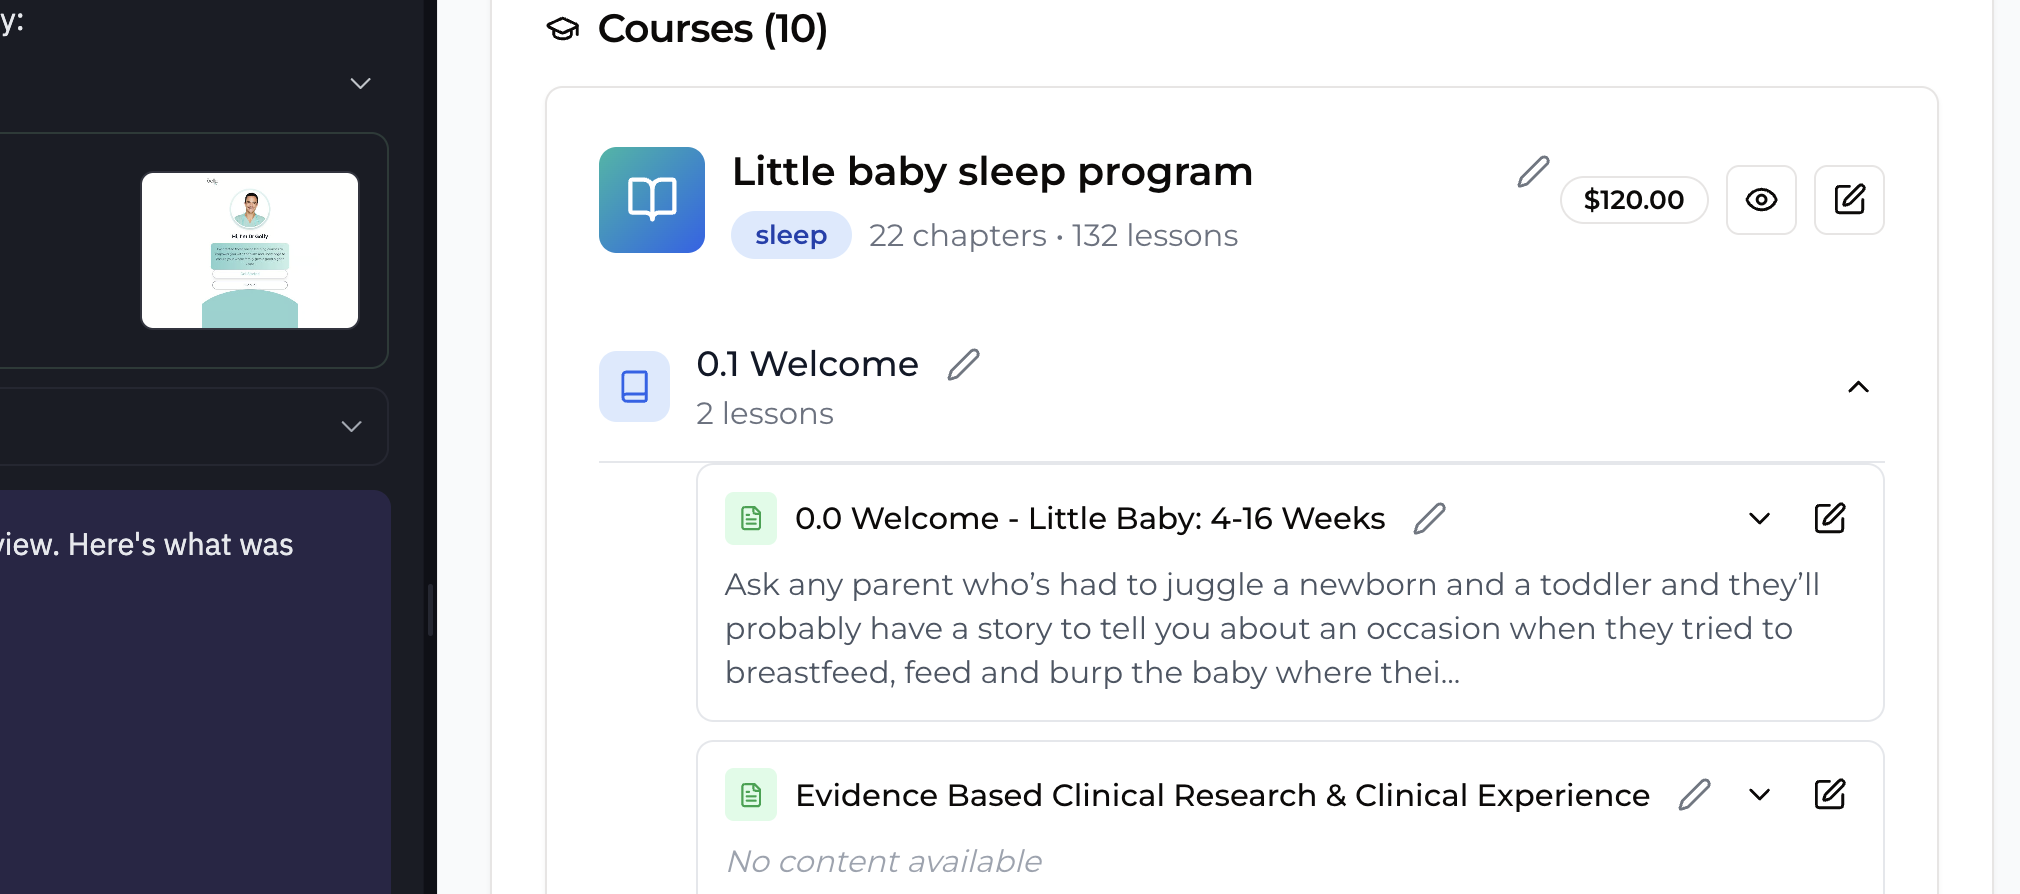 y:
view. Here's what was
Courses (10)
Little baby sleep program
$120.00
sleep
22 chapters • 132 lessons
0.1 Welcome
2 lessons
0.0 Welcome - Little Baby: 4-16 Weeks
Ask any parent who’s had to juggle a newborn and a toddler and they’ll
probably have a story to tell you about an occasion when they tried to
breastfeed, feed and burp the baby where thei...
Evidence Based Clinical Research & Clinical Experience
No content available